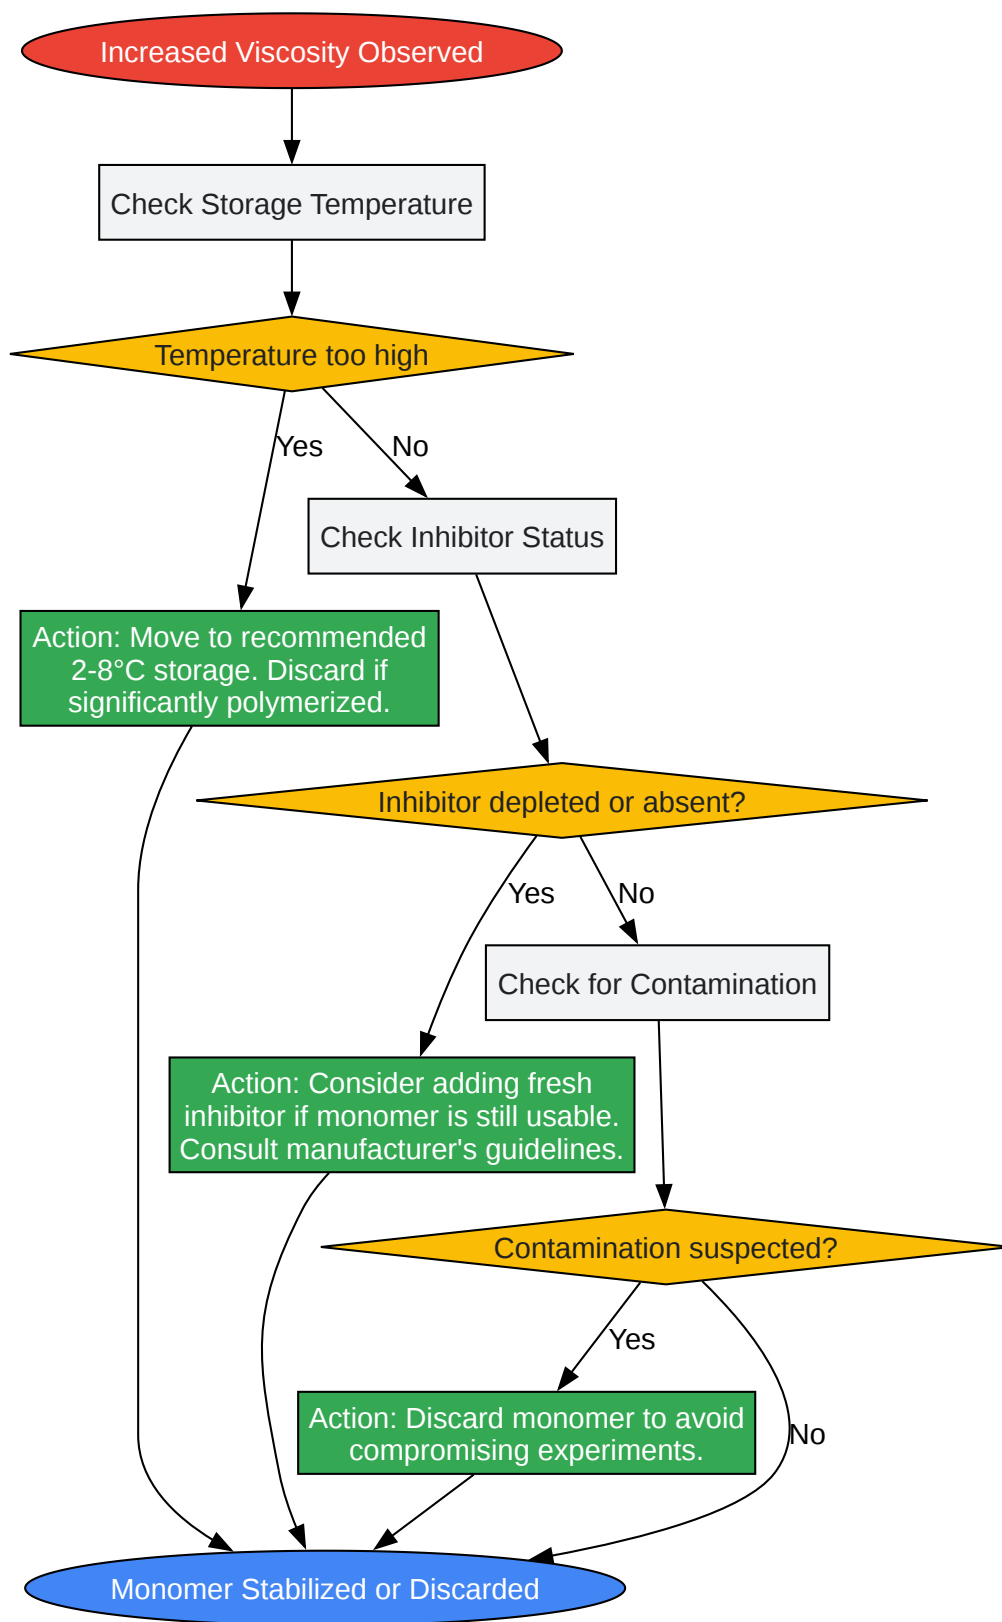 Increased Viscosity Observed
Check Storage Temperature
Temperature too high
Yes
No
Check Inhibitor Status
Action: Move to recommended
2-8°C storage. Discard if
significantly polymerized.
Inhibitor depleted or absent?
Yes
No
Check for Contamination
Action: Consider adding fresh
inhibitor if monomer is still usable.
Consult manufacturer's guidelines.
Contamination suspected?
Yes
Action: Discard monomer to avoid
compromising experiments.
No
Monomer Stabilized or Discarded